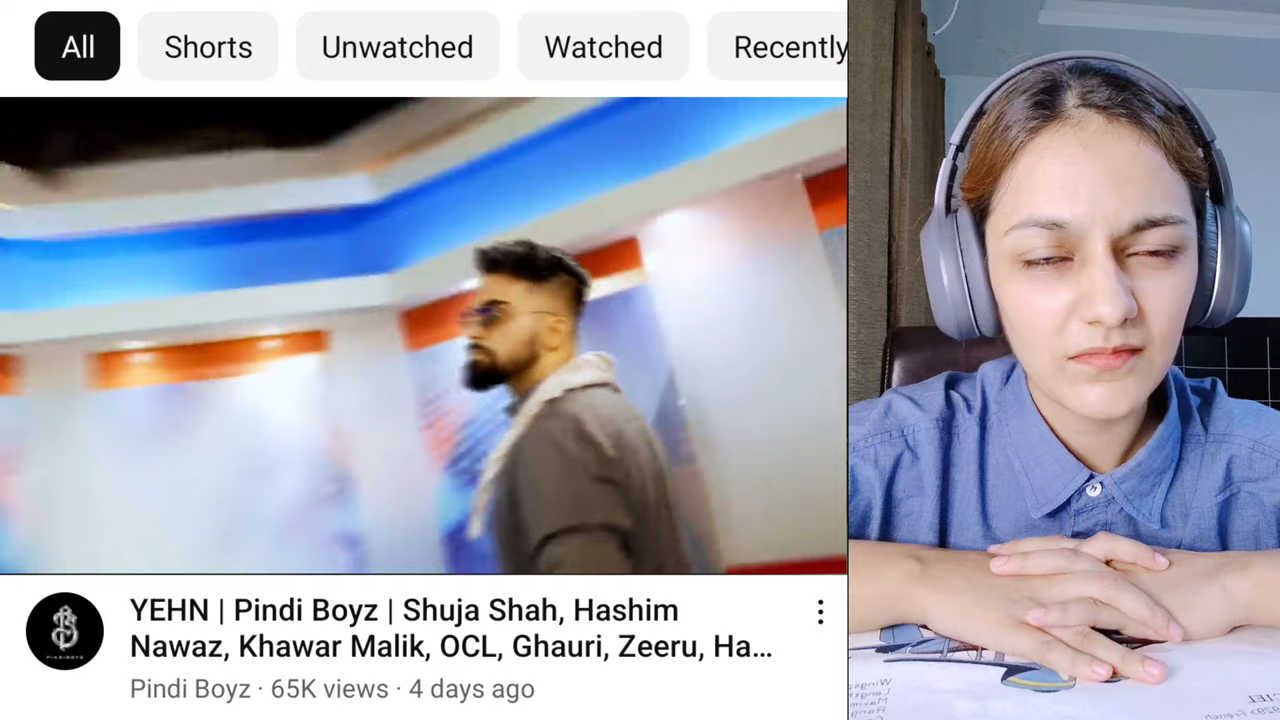 All
Shorts
Unwatched
Watched
Recently
YEHN | Pindi Boyz | Shuja Shah, Hashim
Nawaz, Khawar Malik, OCL, Ghauri, Zeeru, Ha...
Pindi Boyz · 65K views · 4 days ago
PINDIBOYZ